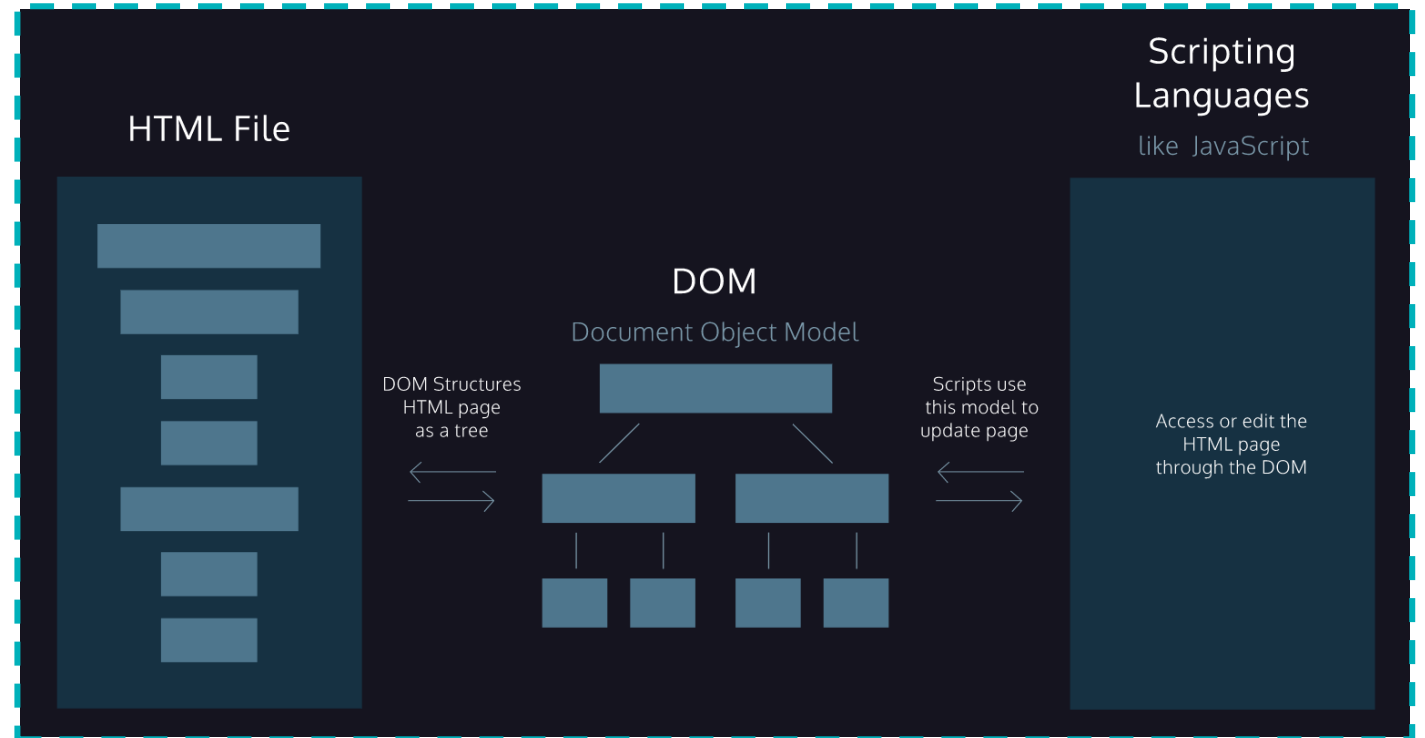 HTML File
DOM Structures
HTML page
as a tree
DOM
Document Object Model
Scripts use
this model to
update page
Scripting
Languages
like JavaScript
Access or edit the
HTML page
through the DOM